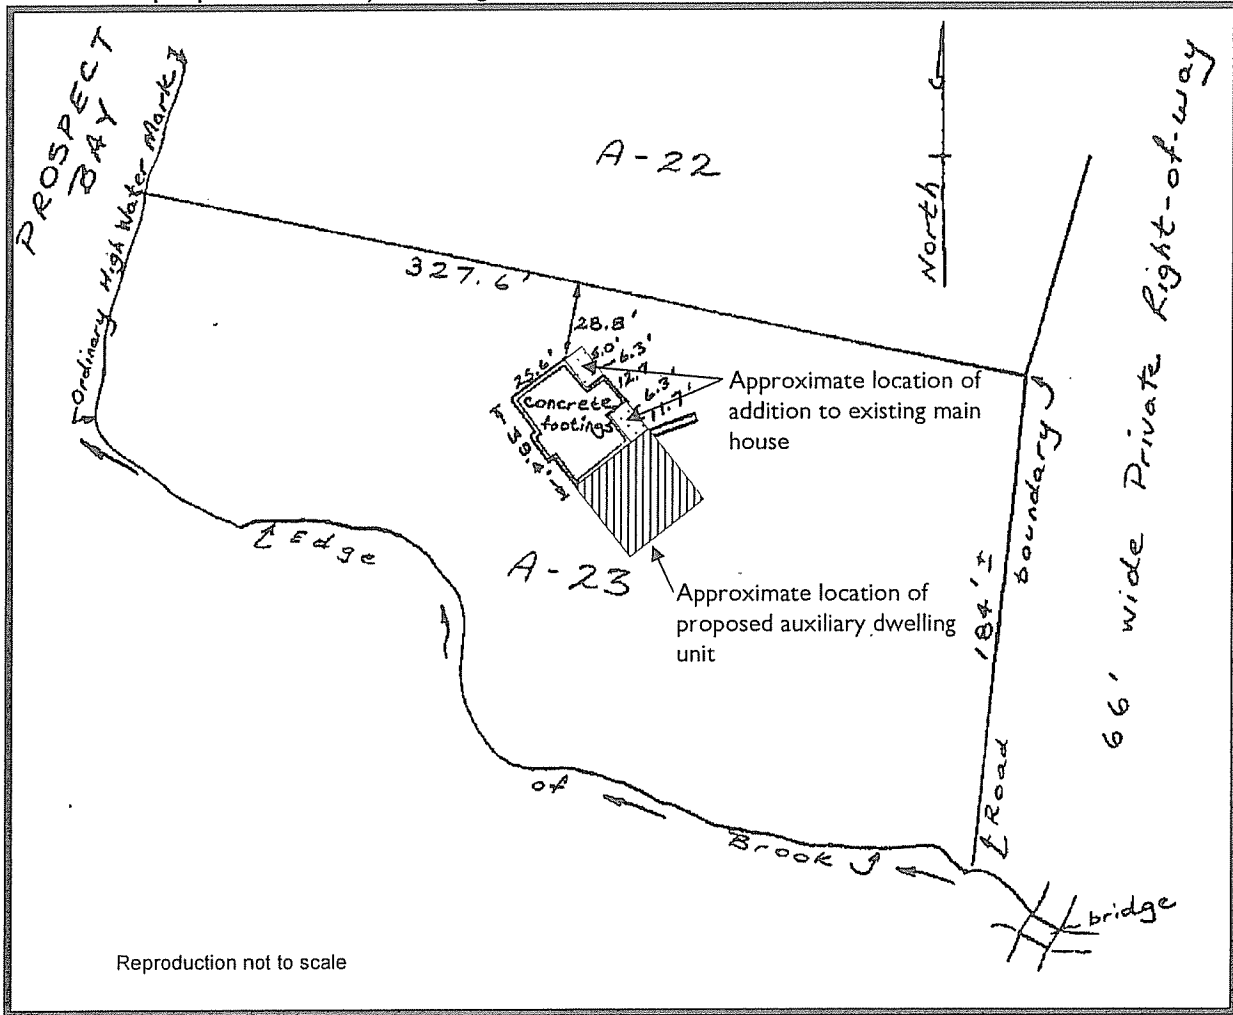 PROSPECT
BAY
Ordinary High Water Mark
A-22
North
66' wide Private Right-of-way
327.6'
28.8'
25.6'
6.3'
12.7
6.3'
11.7'
concrete
footings
39.4'
Approximate location of
addition to existing main
house
A-23
Approximate location of
proposed auxiliary dwelling
unit
184' ±
Road boundary
Edge
of
Brook
bridge
Reproduction not to scale